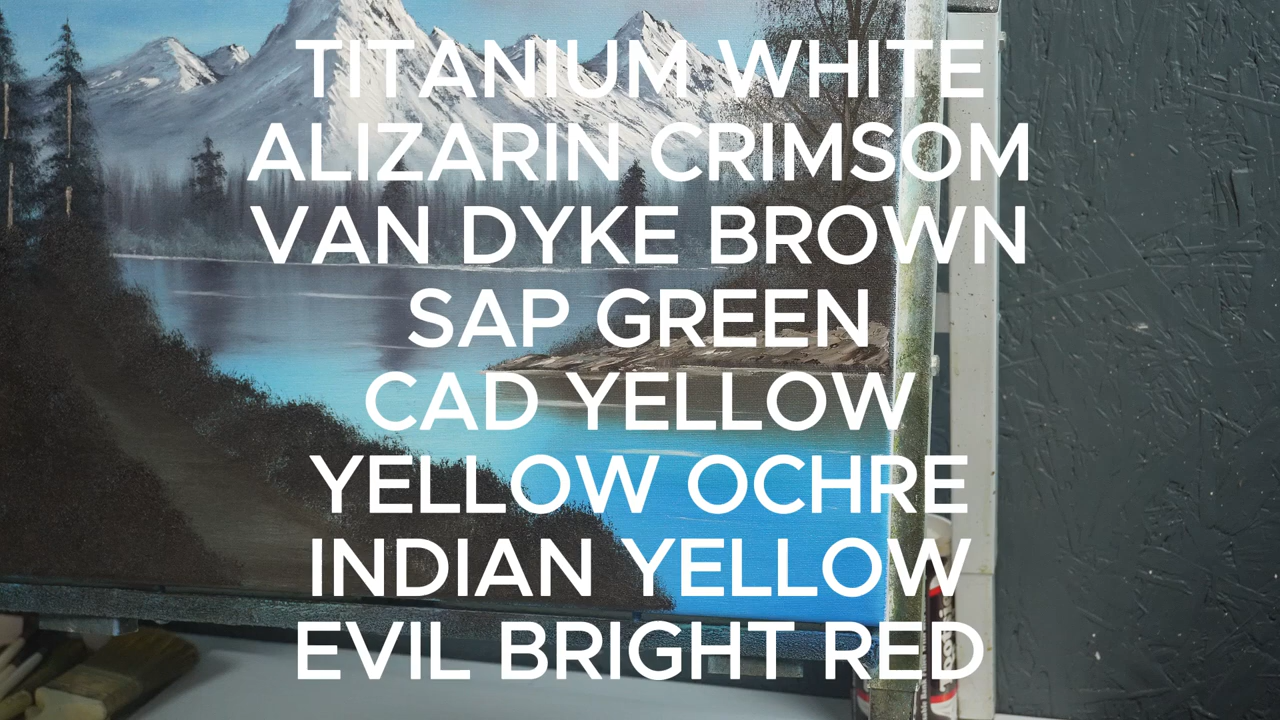 TITANIUM WHITE
ALIZARIN CRIMSOM
VAN DYKE BROWN
SAP GREEN
CAD YELLOW
YELLOW OCHRE
INDIAN YELLOW
EVIL BRIGHT RED